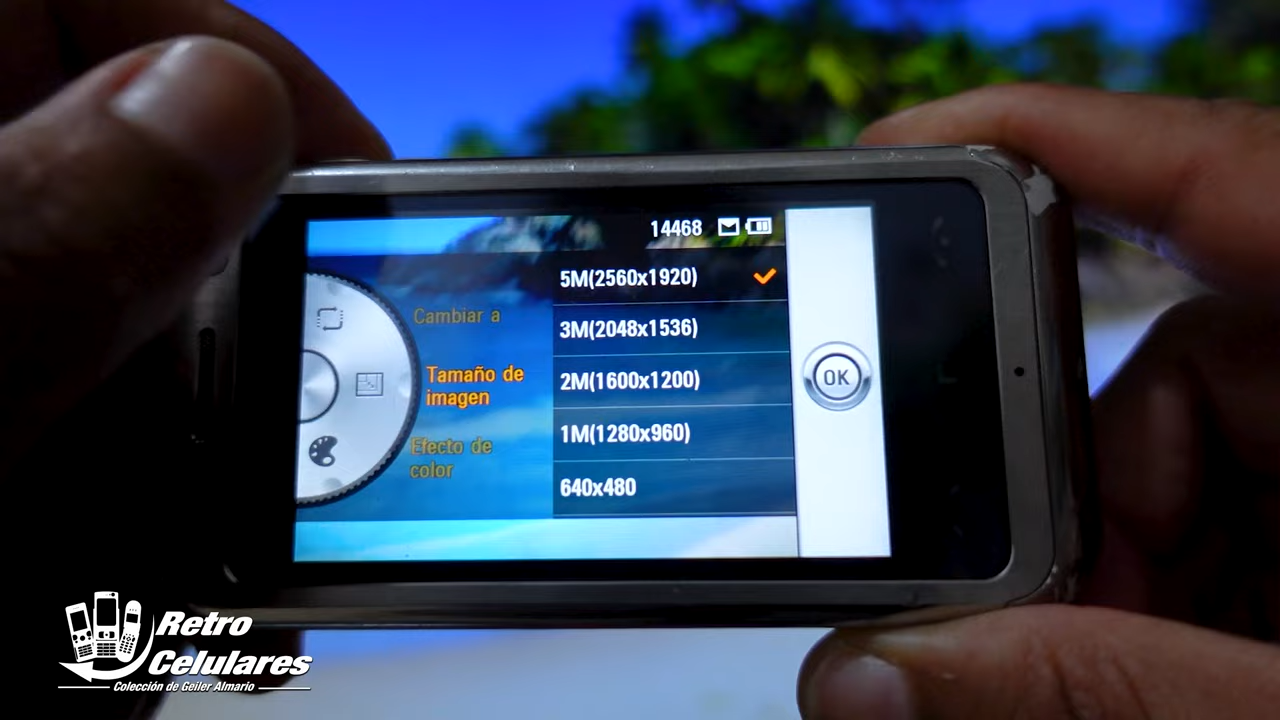 14468
5M(2560x1920)
Cambiar a
3M(2048x1536)
Tamaño de
imagen
2M(1600x1200)
OK
1M(1280x960)
Efecto de
color
640x480
Retro
Celulares
Colección de Geiler Almario